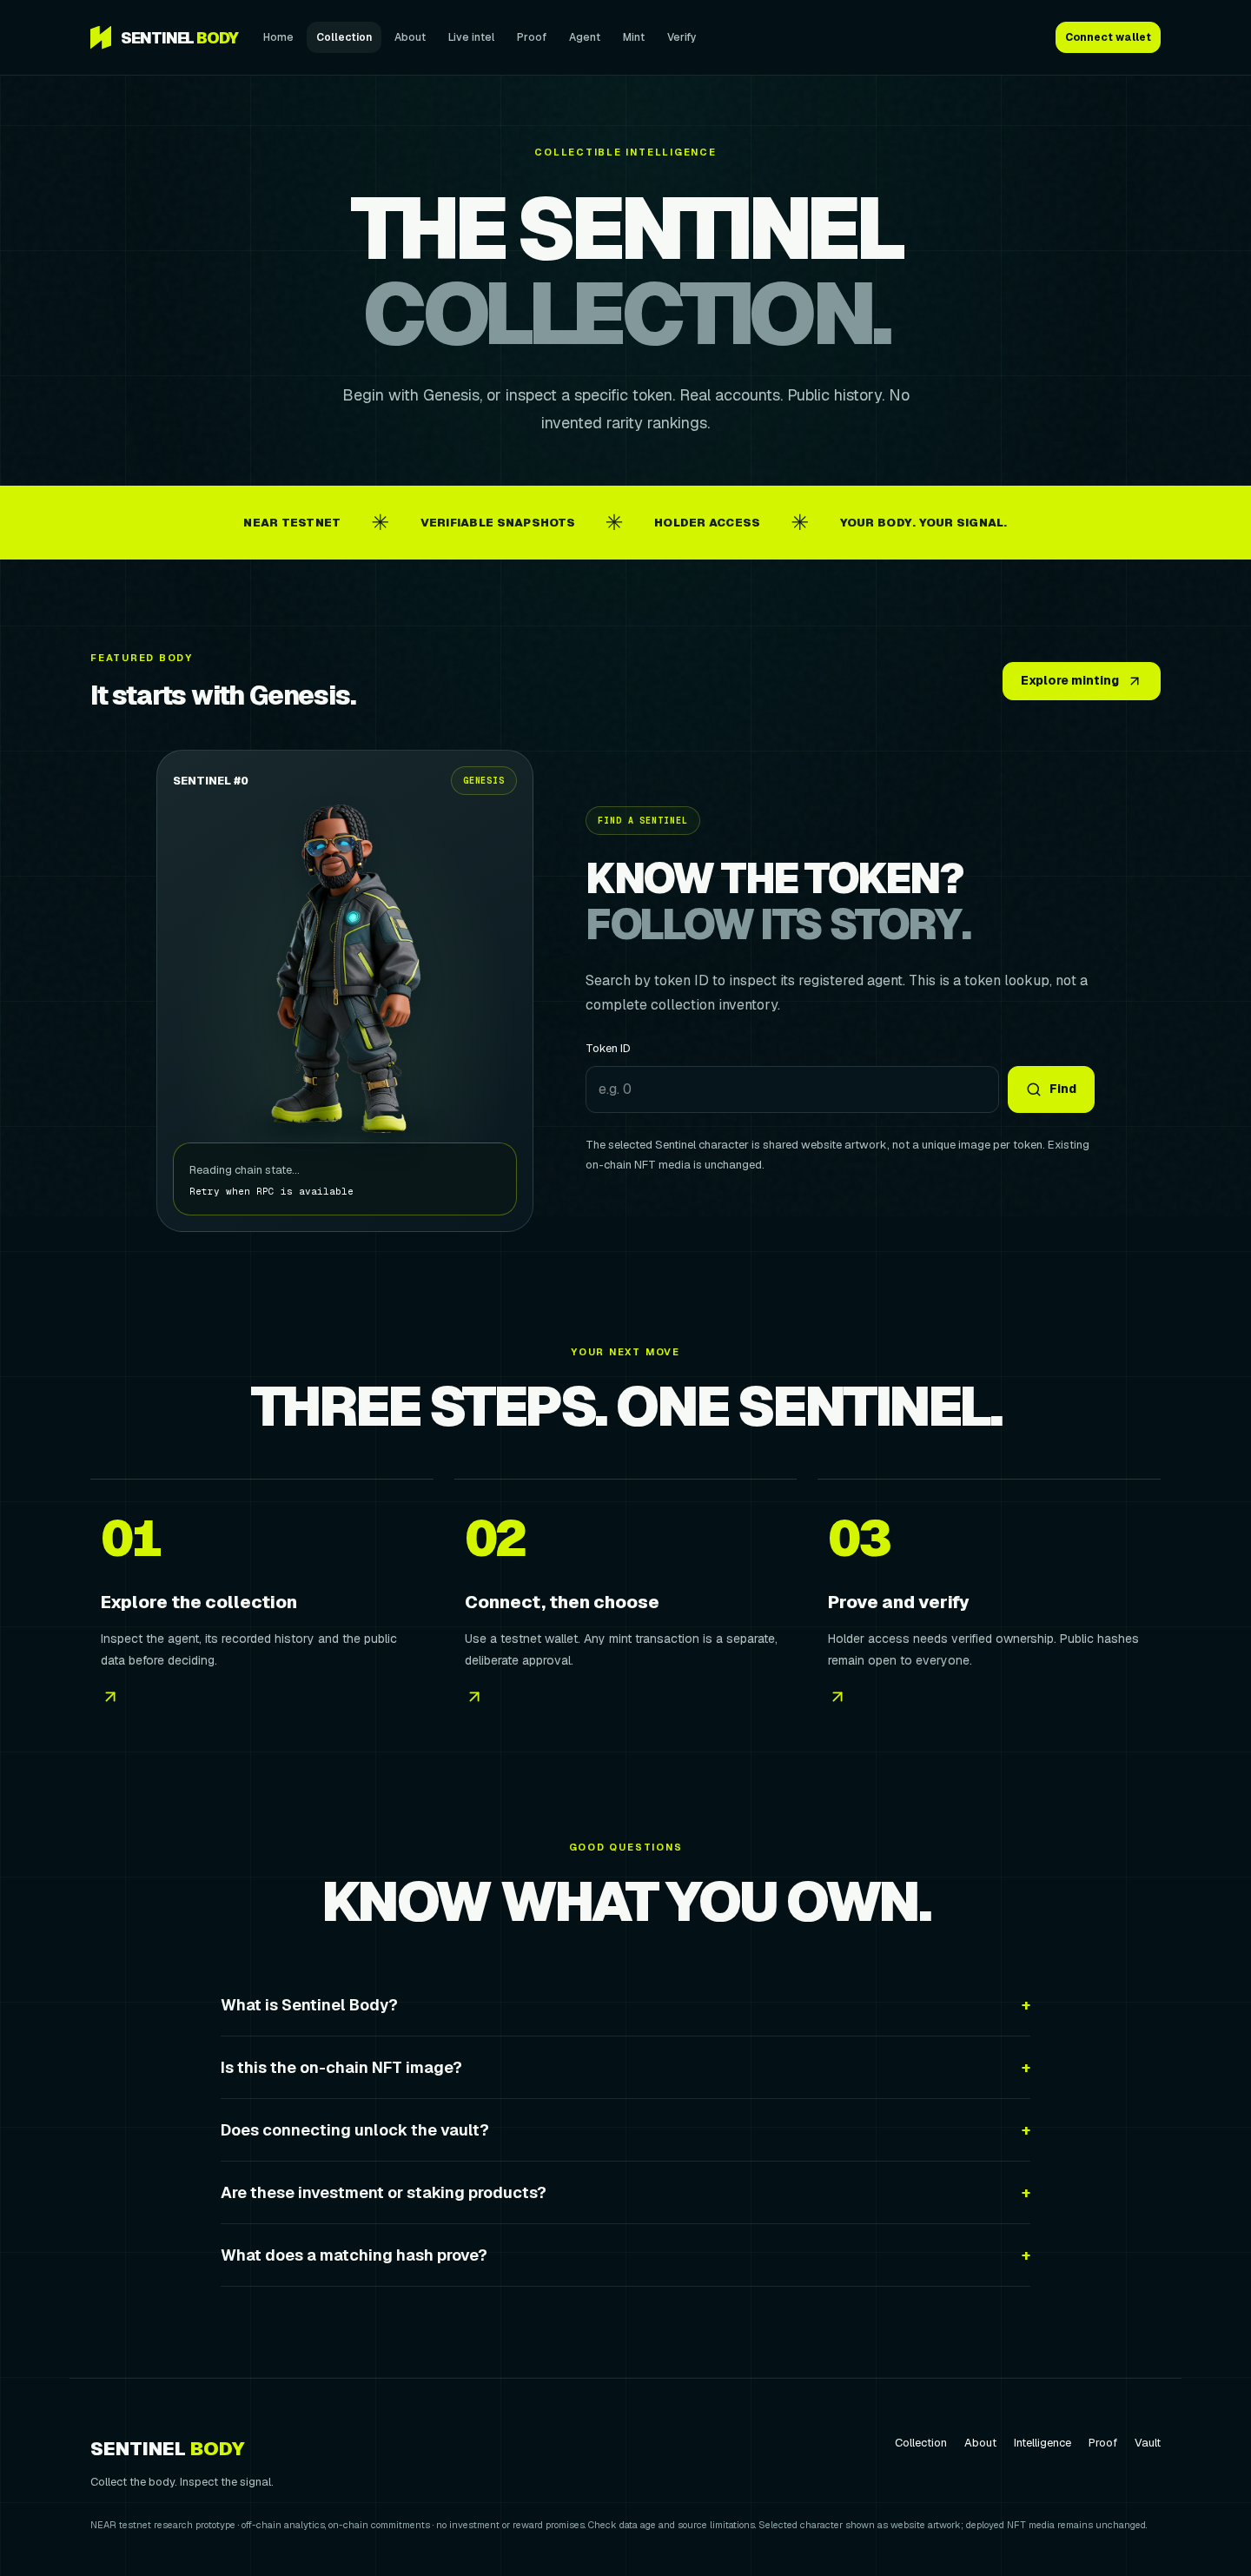 SENTINEL BODY
Home
Collection
About
Live intel
Proof
Agent
Mint
Verify
Connect wallet
COLLECTIBLE INTELLIGENCE
THE SENTINEL
COLLECTION.
Begin with Genesis, or inspect a specific token. Real accounts. Public history. No
invented rarity rankings.
NEAR TESTNET
VERIFIABLE SNAPSHOTS
HOLDER ACCESS
YOUR BODY. YOUR SIGNAL.
FEATURED BODY
It starts with Genesis.
Explore minting
SENTINEL #0
GENESIS
Reading chain state...
Retry when RPC is available
FIND A SENTINEL
KNOW THE TOKEN?
FOLLOW ITS STORY.
Search by token ID to inspect its registered agent. This is a token lookup, not a
complete collection inventory.
Token ID
e.g. 0
Find
The selected Sentinel character is shared website artwork, not a unique image per token. Existing
on-chain NFT media is unchanged.
YOUR NEXT MOVE
THREE STEPS. ONE SENTINEL.
01
Explore the collection
Inspect the agent, its recorded history and the public
data before deciding.
02
Connect, then choose
Use a testnet wallet. Any mint transaction is a separate,
deliberate approval.
03
Prove and verify
Holder access needs verified ownership. Public hashes
remain open to everyone.
GOOD QUESTIONS
KNOW WHAT YOU OWN.
What is Sentinel Body?
+
Is this the on-chain NFT image?
+
Does connecting unlock the vault?
+
Are these investment or staking products?
+
What does a matching hash prove?
+
SENTINEL BODY
Collect the body. Inspect the signal.
Collection
About
Intelligence
Proof
Vault
NEAR testnet research prototype · off-chain analytics, on-chain commitments · no investment or reward promises. Check data age and source limitations. Selected character shown as website artwork; deployed NFT media remains unchanged.